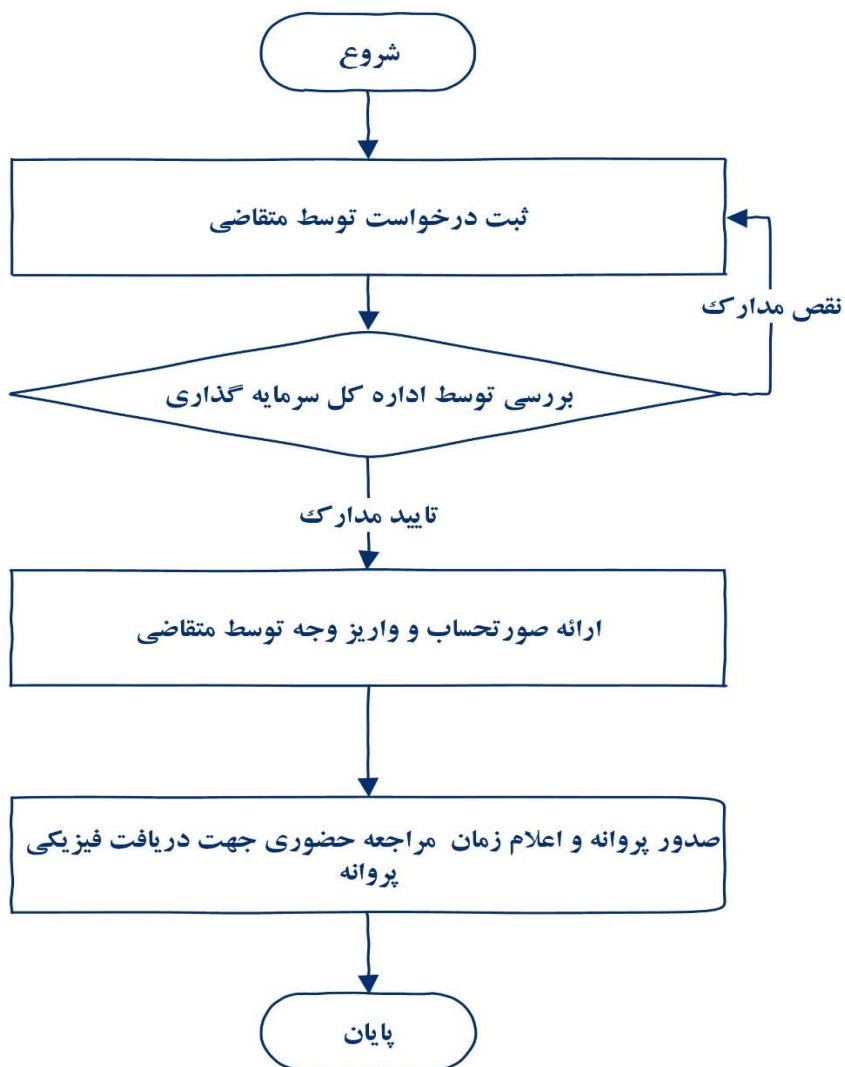 شروع
ثبت درخواست توسط متقاضی
نقص مدارک
بررسی توسط اداره کل سرمایه گذاری
تایید مدارک
ارائه صورتحساب و واریز وجه توسط متقاضی
صدور پروانه و اعلام زمان مراجعه حضوری جهت دریافت فیزیکی
پروانه
پایان